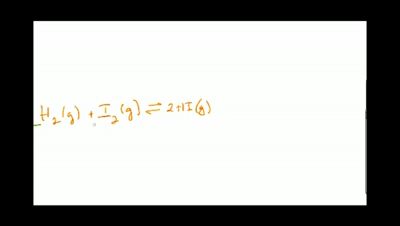 H₂(g) + I₂(g) ⇌ 2HI(g)